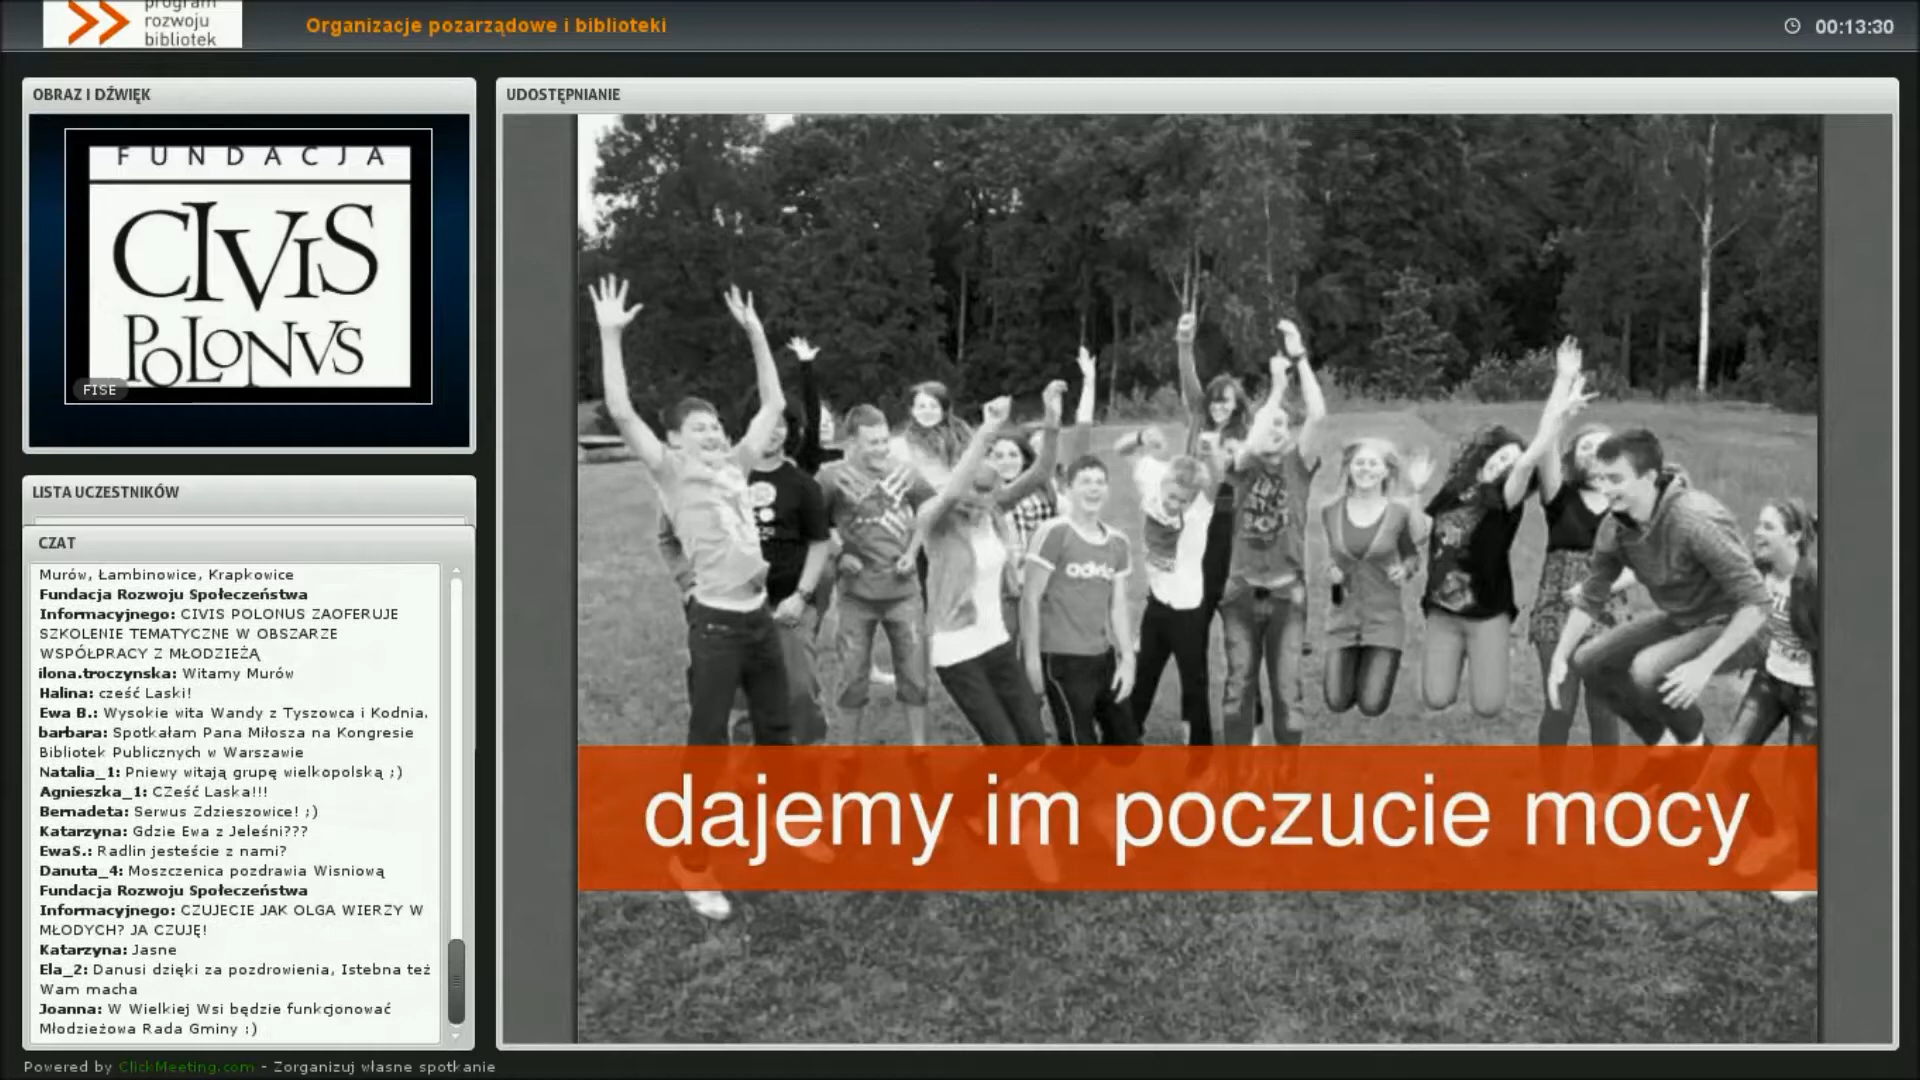 program
rozwoju
bibliotek
Organizacje pozarządowe i biblioteki
00:13:30
OBRAZ I DŹWIĘK
FUNDACJA
CIVIS
POLONVS
FISE
LISTA UCZESTNIKÓW
CZAT
Murów, Łambinowice, Krapkowice
Fundacja Rozwoju Społeczeństwa
Informacyjnego: CIVIS POLONUS ZAOFERUJE
SZKOLENIE TEMATYCZNE W OBSZARZE
WSPÓŁPRACY Z MŁODZIEŻĄ
ilona.troczynska: Witamy Murów
Halina: cześć Laski!
Ewa B.: Wysokie wita Wandy z Tyszowca i Kodnia.
barbara: Spotkałam Pana Miłosza na Kongresie
Bibliotek Publicznych w Warszawie
Natalia_1: Pniewy witają grupę wielkopolską ;)
Agnieszka_1: CZeść Laska!!!
Bernadeta: Serwus Zdzieszowice! ;)
Katarzyna: Gdzie Ewa z Jeleśni???
EwaS.: Radlin jesteście z nami?
Danuta_4: Moszczenica pozdrawia Wisniową
Fundacja Rozwoju Społeczeństwa
Informacyjnego: CZUJECIE JAK OLGA WIERZY W
MŁODYCH? JA CZUJĘ!
Katarzyna: Jasne
Ela_2: Danusi dzięki za pozdrowienia, Istebna też
Wam macha
Joanna: W Wielkiej Wsi będzie funkcjonować
Młodzieżowa Rada Gminy :)
Powered by ClickMeeting.com - Zorganizuj własne spotkanie
UDOSTĘPNIANIE
dajemy im poczucie mocy